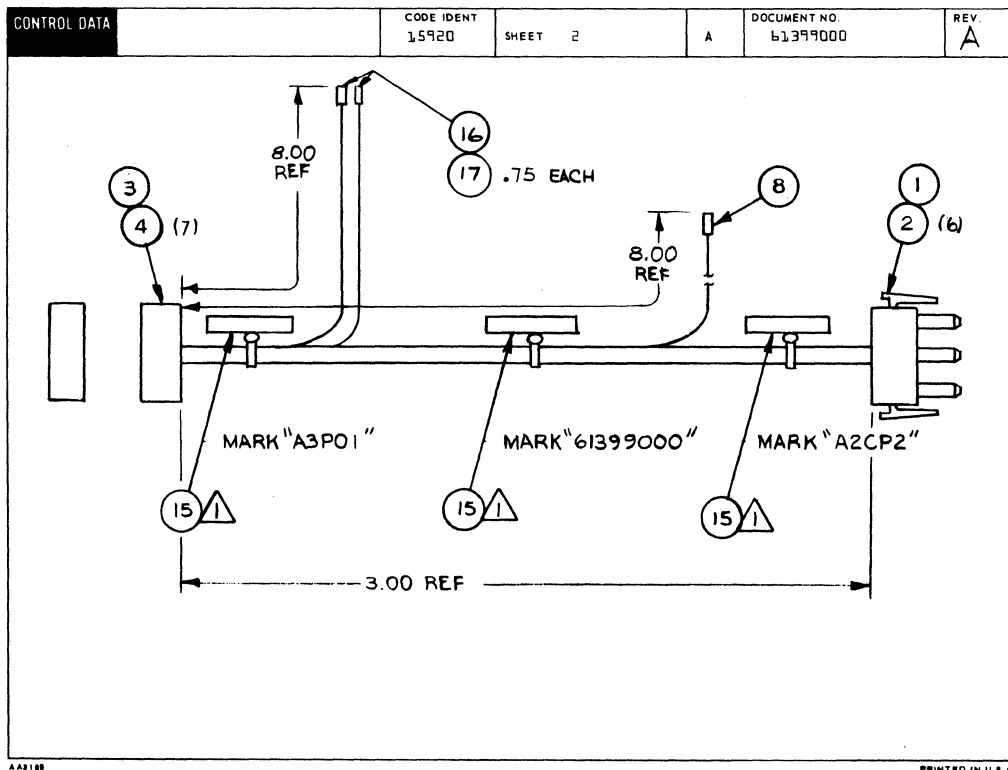 CONTROL DATA
CODE IDENT
15920
SHEET 2
A
DOCUMENT NO.
61399000
REV.
A
8.00
REF
16
17 .75 EACH
3
4 (7)
8
8.00
REF
1
2 (6)
MARK "A3P01"
MARK "61399000"
MARK "A2CP2"
15 1
15 1
15 1
3.00 REF
PRINTED IN U.S.